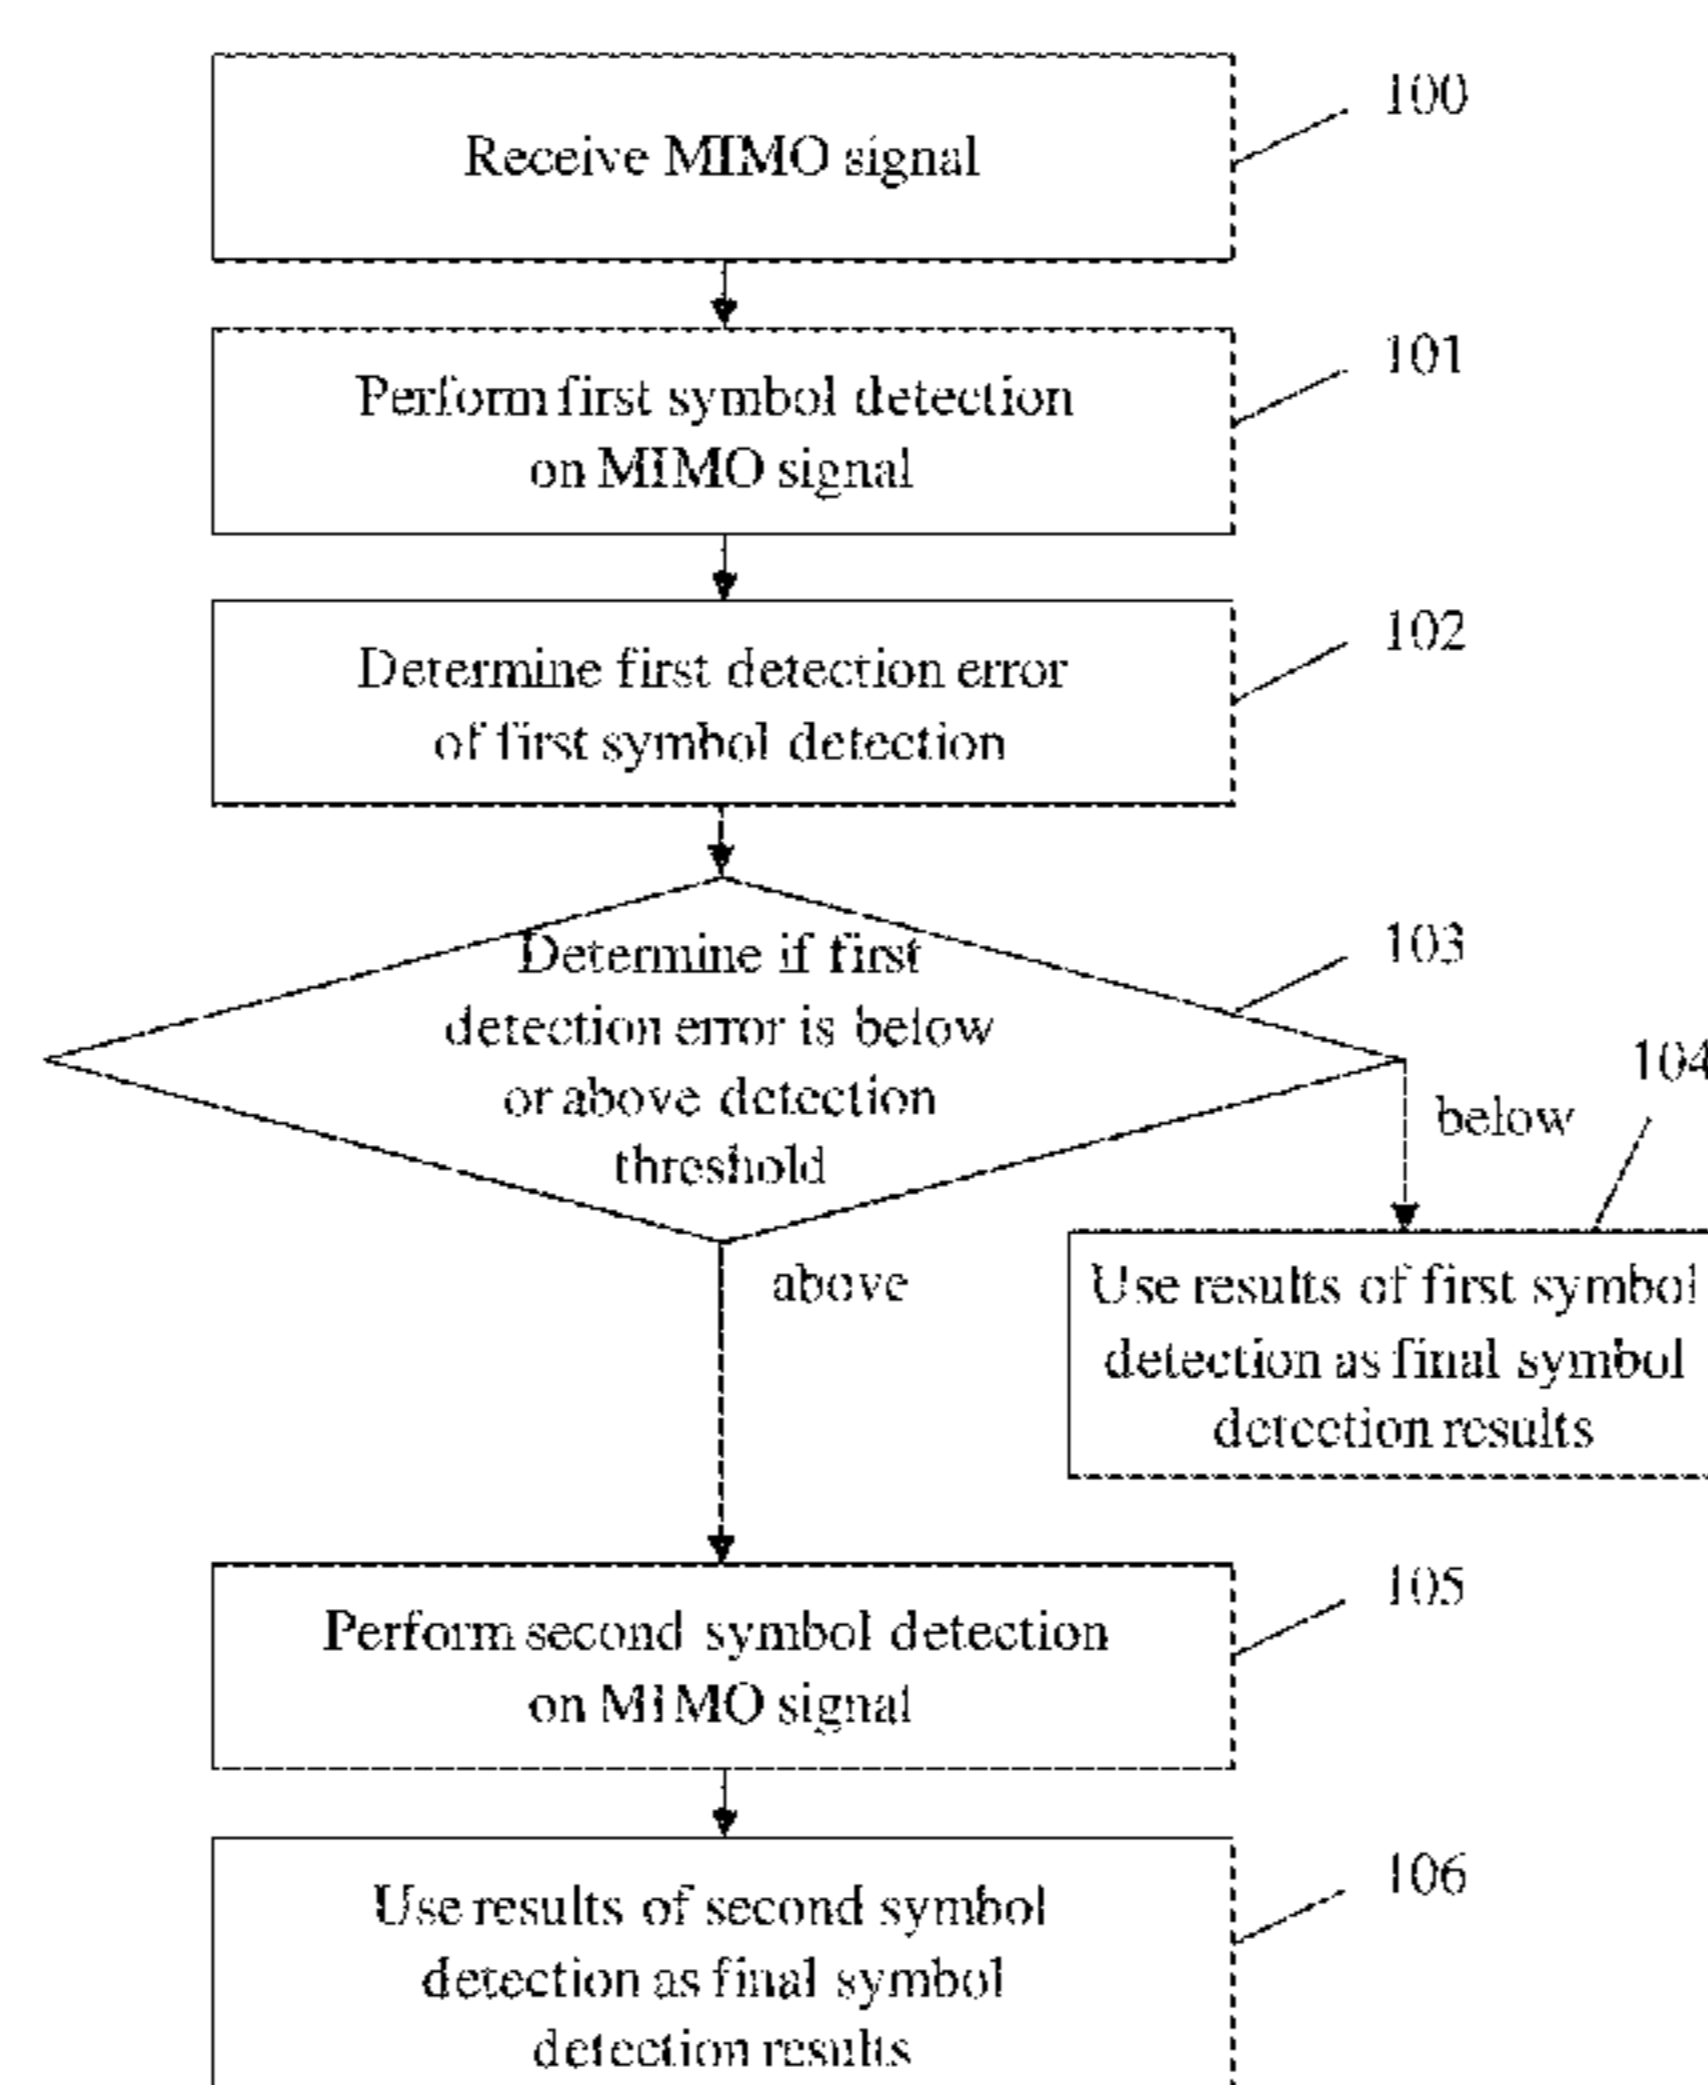 Receive MIMO signal
100
Perform first symbol detection
on MIMO signal
101
Determine first detection error
of first symbol detection
102
Determine if first
detection error is below
or above detection
threshold
103
below
104
above
Use results of first symbol
detection as final symbol
detection results
Perform second symbol detection
on MIMO signal
105
Use results of second symbol
detection as final symbol
detection results
106